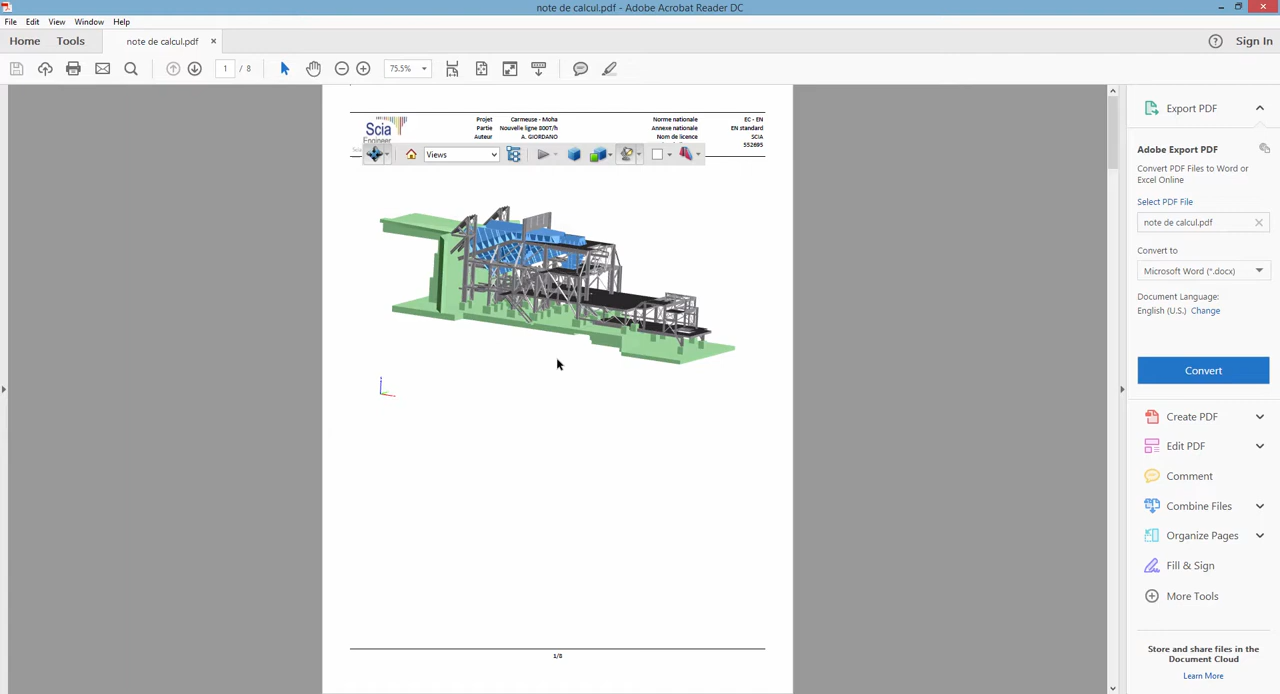 note de calcul.pdf - Adobe Acrobat Reader DC
File Edit View Window Help
Home Tools note de calcul.pdf × Sign In
1 / 8 75.5%
Scia
Engineer
Projet Carmeuse - Moha
Partie Nouvelle ligne 800T/h
Auteur A. GIORDANO
Norme nationale EC - EN
Annexe nationale EN standard
Nom de licence SCIA
552695
Views
1/8
Export PDF
Adobe Export PDF
Convert PDF Files to Word or
Excel Online
Select PDF File
note de calcul.pdf
Convert to
Microsoft Word (*.docx)
Document Language:
English (U.S.) Change
Convert
Create PDF
Edit PDF
Comment
Combine Files
Organize Pages
Fill & Sign
More Tools
Store and share files in the
Document Cloud
Learn More